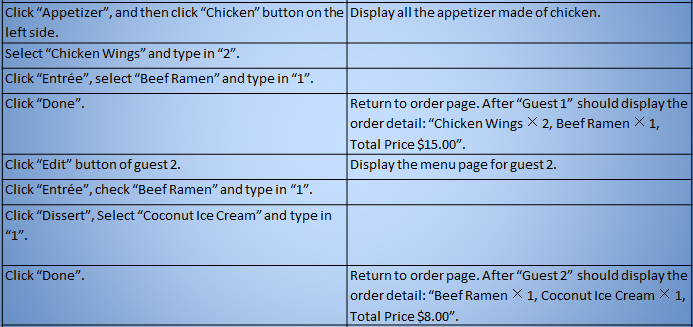 Click “Appetizer”, and then click “Chicken” button on the left side.
Display all the appetizer made of chicken.
Select “Chicken Wings” and type in “2”.
Click “Entrée”, select “Beef Ramen” and type in “1”.
Click “Done”.
Return to order page. After “Guest 1” should display the
order detail: “Chicken Wings × 2, Beef Ramen × 1,
Total Price $15.00”.
Click “Edit” button of guest 2.
Display the menu page for guest 2.
Click “Entrée”, check “Beef Ramen” and type in “1”.
Click “Dissert”, Select “Coconut Ice Cream” and type in
“1”.
Click “Done”.
Return to order page. After “Guest 2” should display the
order detail: “Beef Ramen × 1, Coconut Ice Cream × 1,
Total Price $8.00”.